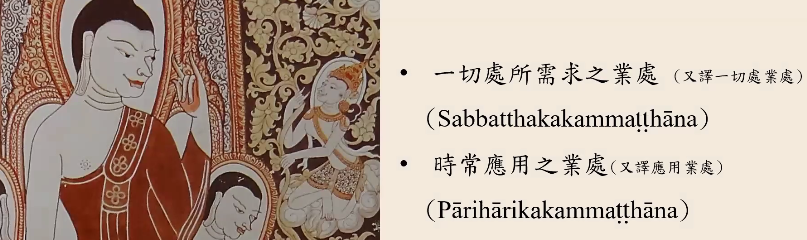 • 一切處所需求之業處 （又譯一切處業處）
（Sabbatthakakammaṭṭhāna）
• 時常應用之業處(又譯應用業處）
（Pārihārikakammaṭṭhāna）